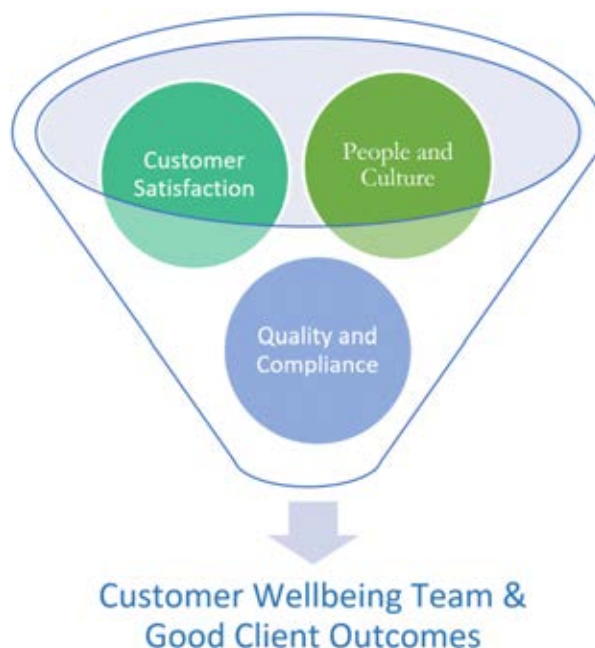 Customer
Satisfaction
People and
Culture
Quality and
Compliance
Customer Wellbeing Team &
Good Client Outcomes